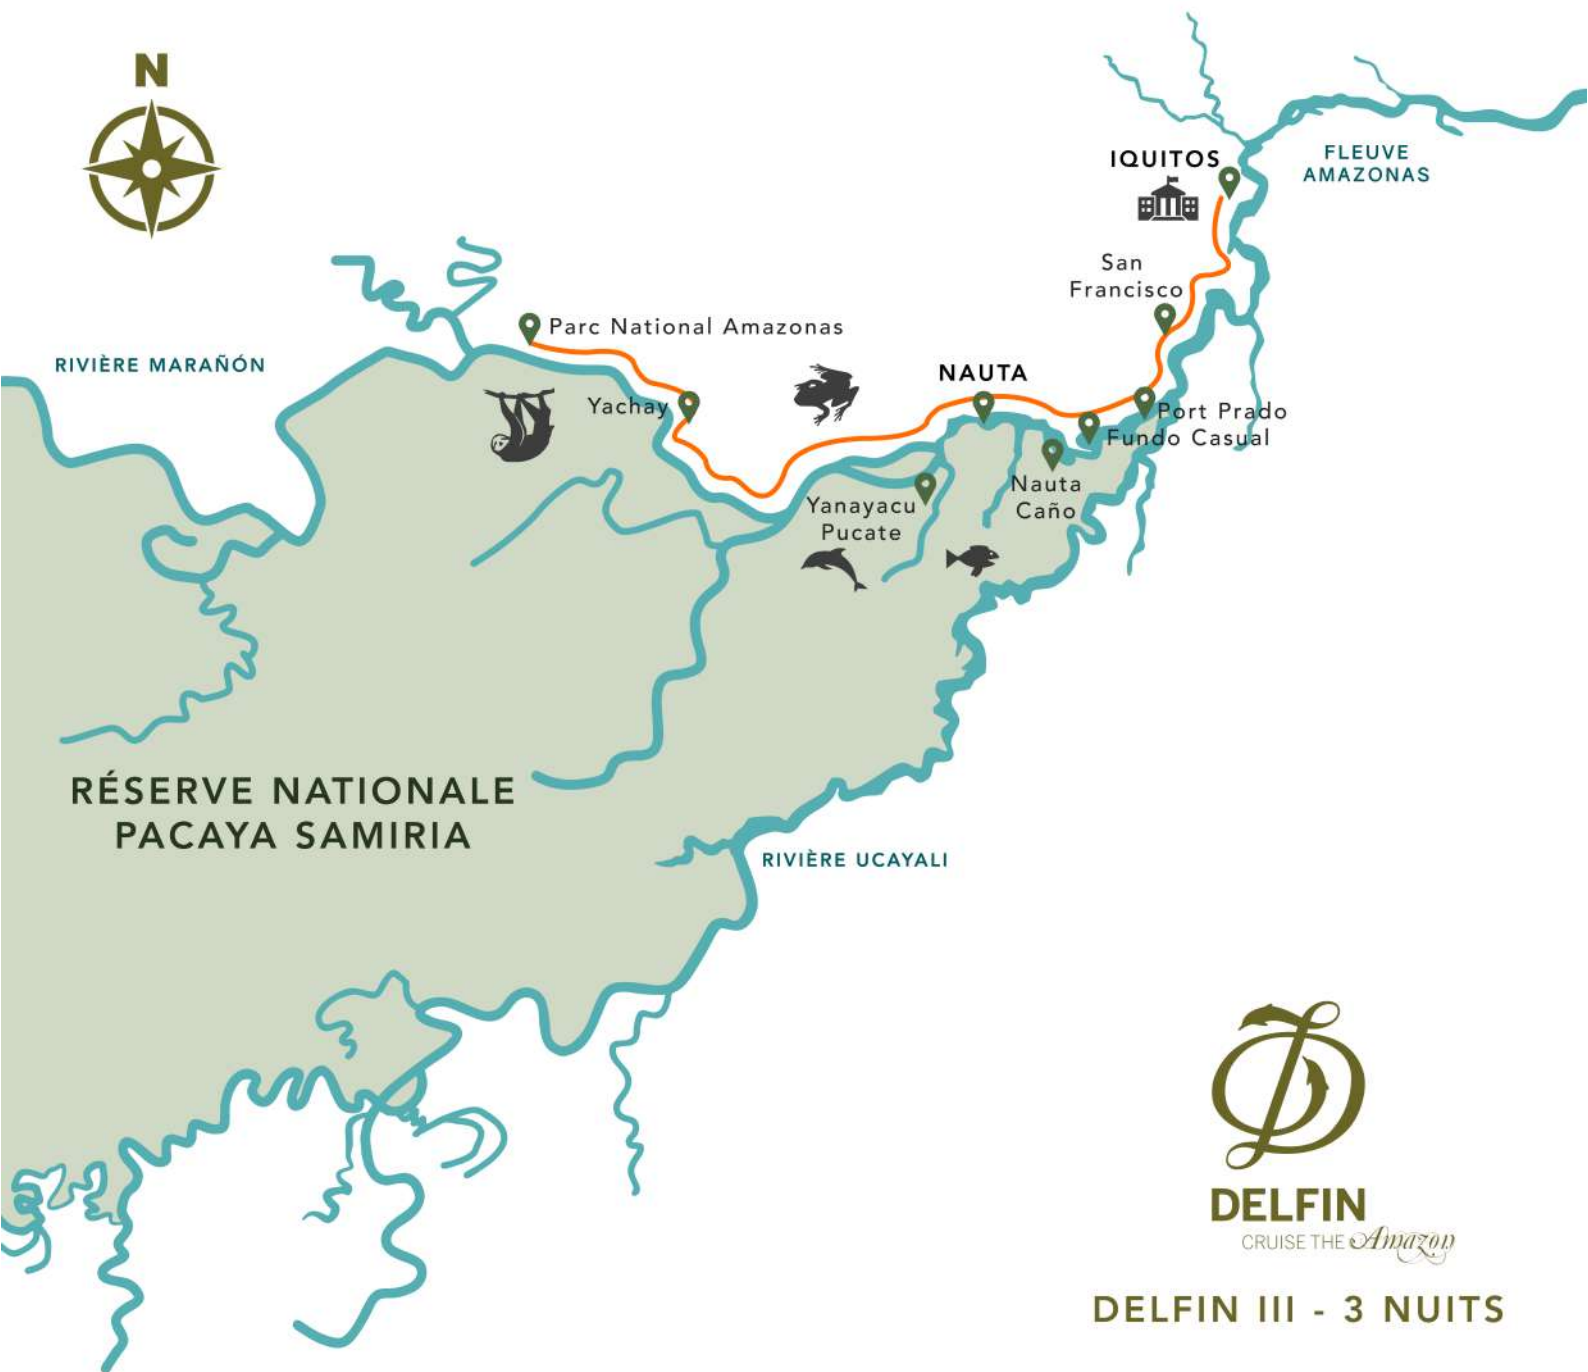 N
IQUITOS
FLEUVE
AMAZONAS
San
Francisco
Parc National Amazonas
RIVIÈRE MARAÑÓN
NAUTA
Yachay
Port Prado
Fundo Casual
Nauta
Caño
Yanayacu
Pucate
RÉSERVE NATIONALE
PACAYA SAMIRIA
RIVIÈRE UCAYALI
DELFIN
CRUISE THE Amazon
DELFIN III - 3 NUITS